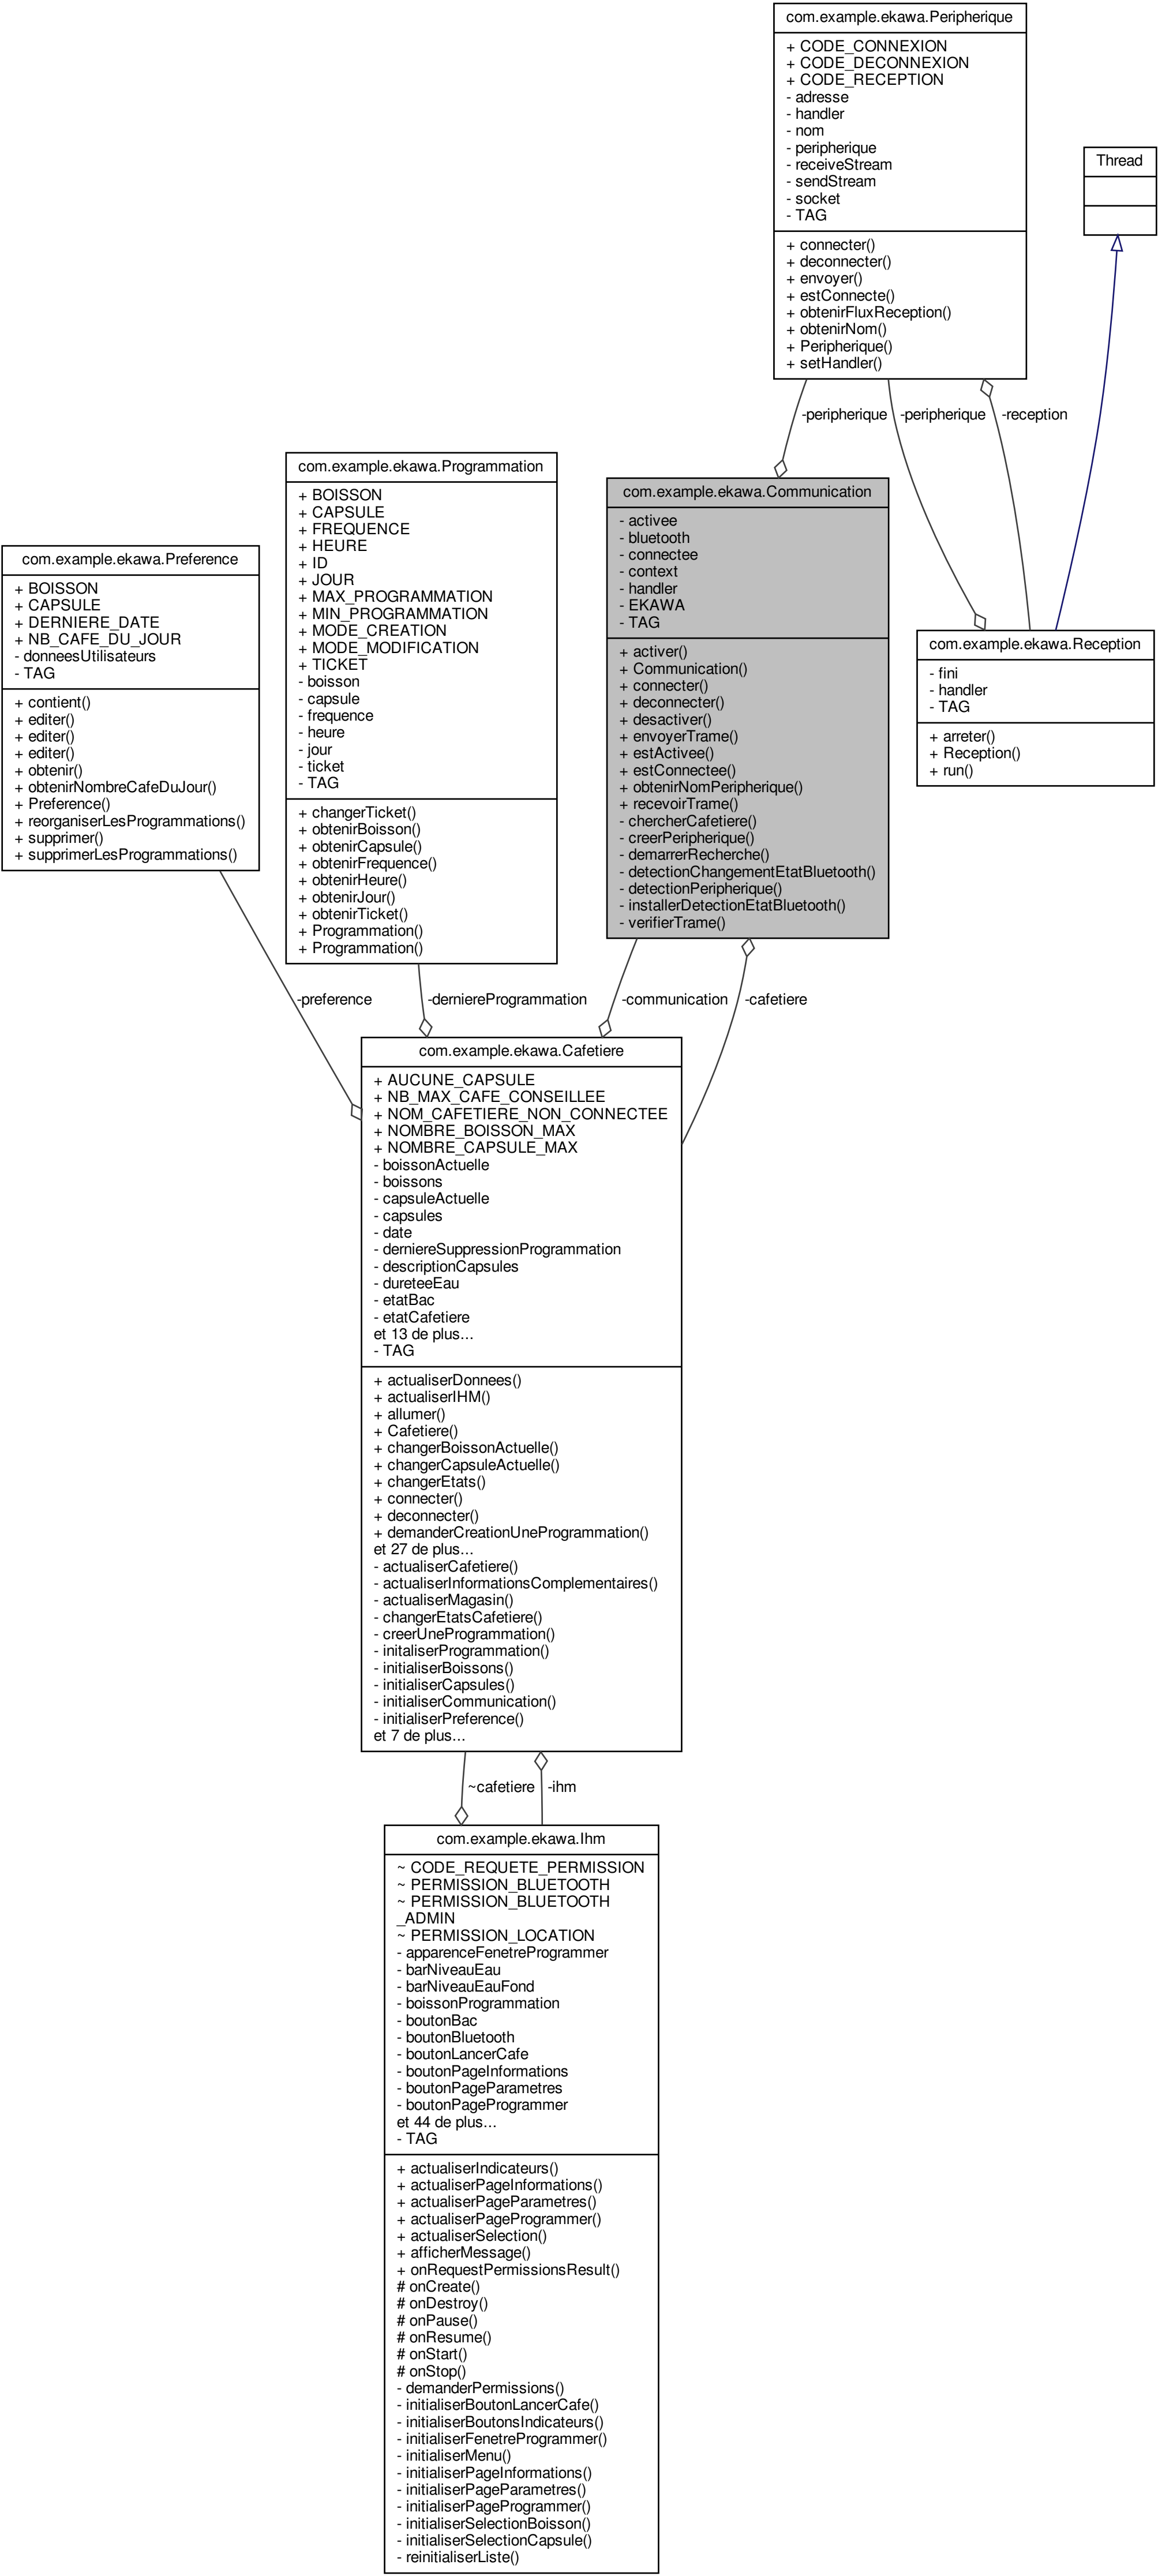 com.example.ekawa.Peripherique
+ CODE_CONNEXION
+ CODE_DECONNEXION
+ CODE_RECEPTION
- adresse
- handler
- nom
- peripherique
- receiveStream
- sendStream
- socket
- TAG
+ connecter()
+ deconnecter()
+ envoyer()
+ estConnecte()
+ obtenirFluxReception()
+ obtenirNom()
+ Peripherique()
+ setHandler()
Thread
-peripherique
-peripherique
-reception
com.example.ekawa.Programmation
+ BOISSON
+ CAPSULE
+ FREQUENCE
+ HEURE
+ ID
+ JOUR
+ MAX_PROGRAMMATION
+ MIN_PROGRAMMATION
+ MODE_CREATION
+ MODE_MODIFICATION
+ TICKET
- boisson
- capsule
- frequence
- heure
- jour
- ticket
- TAG
+ changerTicket()
+ obtenirBoisson()
+ obtenirCapsule()
+ obtenirFrequence()
+ obtenirHeure()
+ obtenirJour()
+ obtenirTicket()
+ Programmation()
+ Programmation()
com.example.ekawa.Communication
- activee
- bluetooth
- connectee
- context
- handler
- EKAWA
- TAG
+ activer()
+ Communication()
+ connecter()
+ deconnecter()
+ desactiver()
+ envoyerTrame()
+ estActivee()
+ estConnectee()
+ obtenirNomPeripherique()
+ recevoirTrame()
- chercherCafetiere()
- creerPeripherique()
- demarrerRecherche()
- detectionChangementEtatBluetooth()
- detectionPeripherique()
- installerDetectionEtatBluetooth()
- verifierTrame()
com.example.ekawa.Preference
+ BOISSON
+ CAPSULE
+ DERNIERE_DATE
+ NB_CAFE_DU_JOUR
- donneesUtilisateurs
- TAG
+ contient()
+ editer()
+ editer()
+ editer()
+ obtenir()
+ obtenirNombreCafeDuJour()
+ Preference()
+ reorganiserLesProgrammations()
+ supprimer()
+ supprimerLesProgrammations()
com.example.ekawa.Reception
- fini
- handler
- TAG
+ arreter()
+ Reception()
+ run()
-preference
-derniereProgrammation
-communication
-cafetiere
com.example.ekawa.Cafetiere
+ AUCUNE_CAPSULE
+ NB_MAX_CAFE_CONSEILLEE
+ NOM_CAFETIERE_NON_CONNECTEE
+ NOMBRE_BOISSON_MAX
+ NOMBRE_CAPSULE_MAX
- boissonActuelle
- boissons
- capsuleActuelle
- capsules
- date
- derniereSuppressionProgrammation
- descriptionCapsules
- dureteeEau
- etatBac
- etatCafetiere
et 13 de plus...
- TAG
+ actualiserDonnees()
+ actualiserIHM()
+ allumer()
+ Cafetiere()
+ changerBoissonActuelle()
+ changerCapsuleActuelle()
+ changerEtats()
+ connecter()
+ deconnecter()
+ demanderCreationUneProgrammation()
et 27 de plus...
- actualiserCafetiere()
- actualiserInformationsComplementaires()
- actualiserMagasin()
- changerEtatsCafetiere()
- creerUneProgrammation()
- initaliserProgrammation()
- initialiserBoissons()
- initialiserCapsules()
- initialiserCommunication()
- initialiserPreference()
et 7 de plus...
~cafetiere
-ihm
com.example.ekawa.Ihm
~ CODE_REQUETE_PERMISSION
~ PERMISSION_BLUETOOTH
~ PERMISSION_BLUETOOTH
_ADMIN
~ PERMISSION_LOCATION
- apparenceFenetreProgrammer
- barNiveauEau
- barNiveauEauFond
- boissonProgrammation
- boutonBac
- boutonBluetooth
- boutonLancerCafe
- boutonPageInformations
- boutonPageParametres
- boutonPageProgrammer
et 44 de plus...
- TAG
+ actualiserIndicateurs()
+ actualiserPageInformations()
+ actualiserPageParametres()
+ actualiserPageProgrammer()
+ actualiserSelection()
+ afficherMessage()
+ onRequestPermissionsResult()
# onCreate()
# onDestroy()
# onPause()
# onResume()
# onStart()
# onStop()
- demanderPermissions()
- initialiserBoutonLancerCafe()
- initialiserBoutonsIndicateurs()
- initialiserFenetreProgrammer()
- initialiserMenu()
- initialiserPageInformations()
- initialiserPageParametres()
- initialiserPageProgrammer()
- initialiserSelectionBoisson()
- initialiserSelectionCapsule()
- reinitialiserListe()